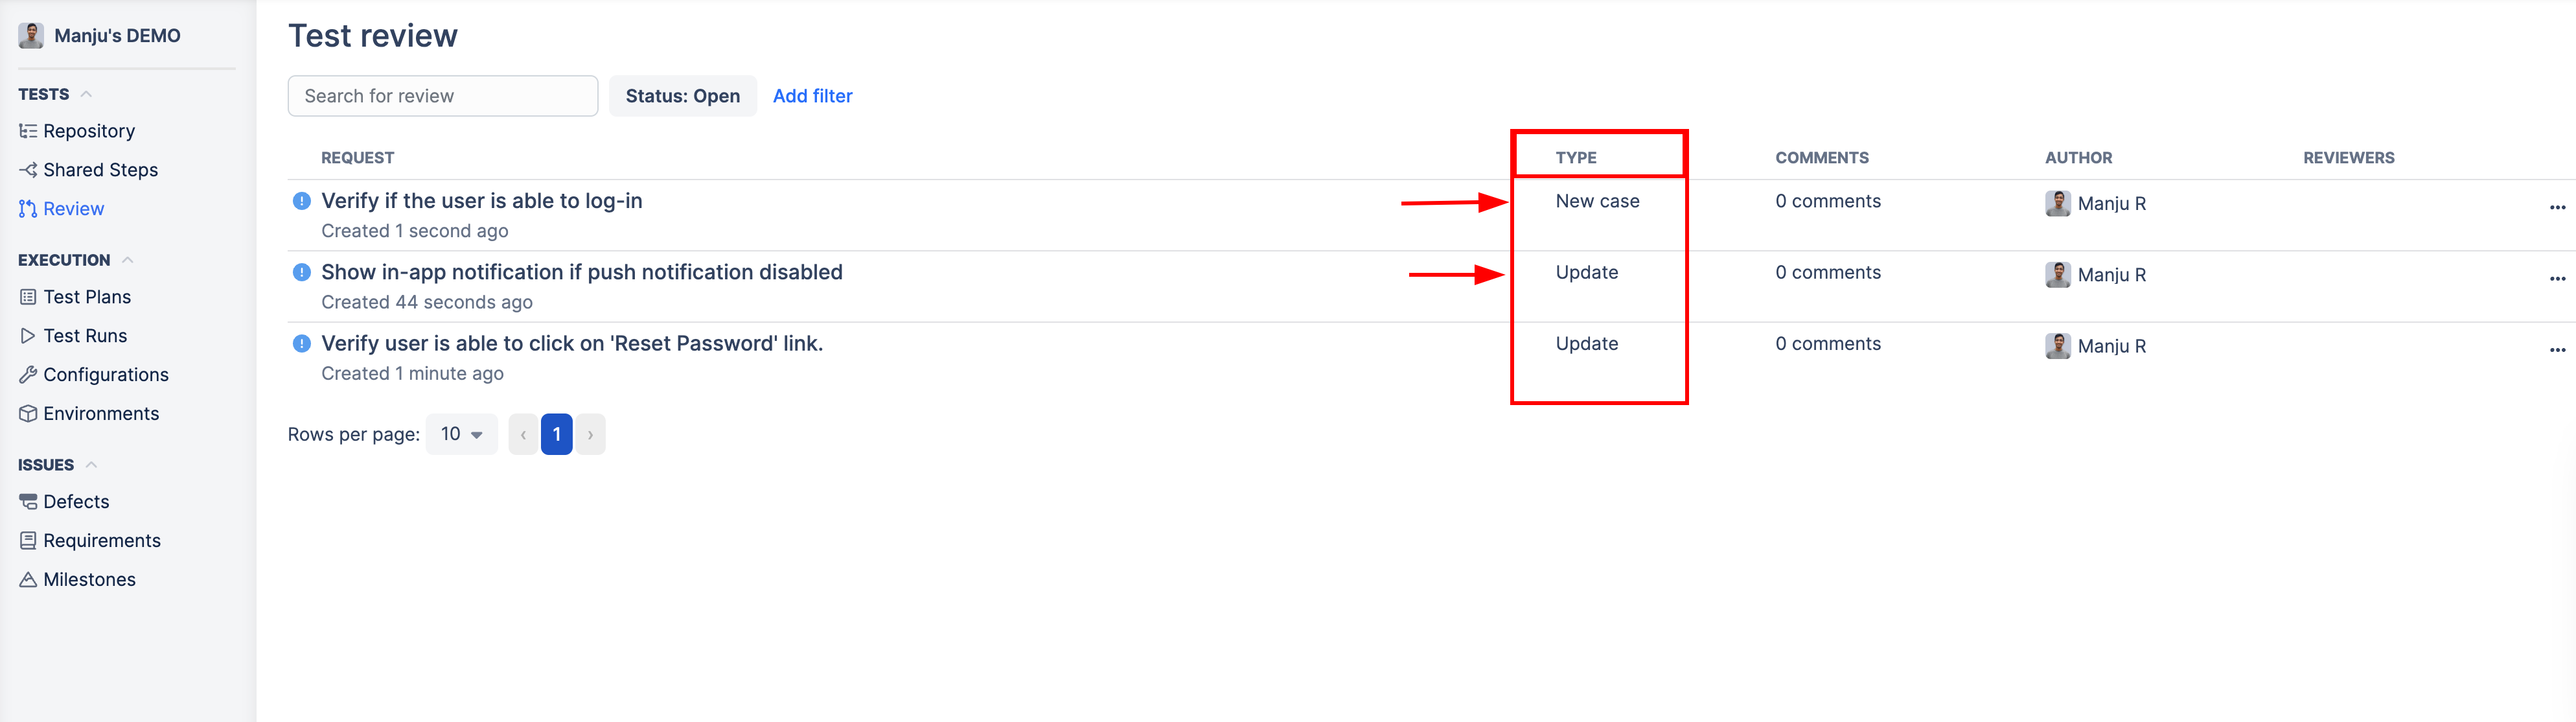 Manju's DEMO
TESTS
Repository
Shared Steps
Review
EXECUTION
Test Plans
Test Runs
Configurations
Environments
ISSUES
Defects
Requirements
Milestones
Test review
Search for review Status: Open Add filter
REQUEST TYPE COMMENTS AUTHOR REVIEWERS
Verify if the user is able to log-in New case 0 comments Manju R
Created 1 second ago
Show in-app notification if push notification disabled Update 0 comments Manju R
Created 44 seconds ago
Verify user is able to click on 'Reset Password' link. Update 0 comments Manju R
Created 1 minute ago
Rows per page: 10 ‹ 1 ›